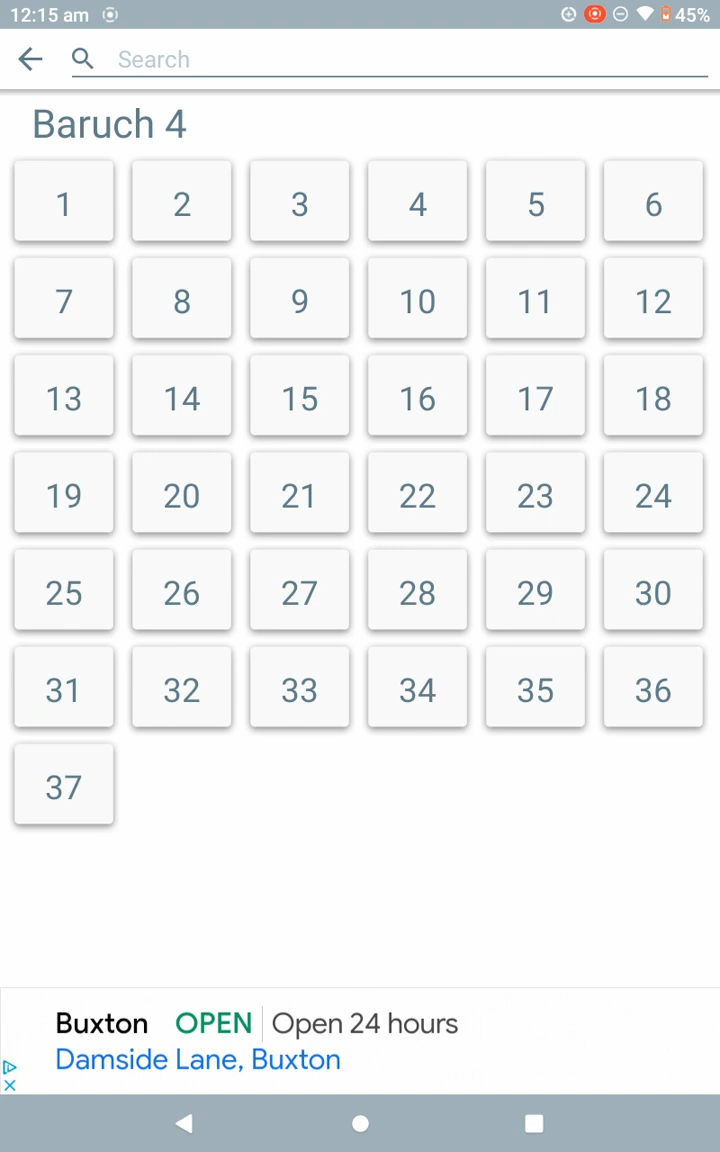 12:15 am 45%
Search
Baruch 4
1 2 3 4 5 6
7 8 9 10 11 12
13 14 15 16 17 18
19 20 21 22 23 24
25 26 27 28 29 30
31 32 33 34 35 36
37
Buxton OPEN Open 24 hours
Damside Lane, Buxton